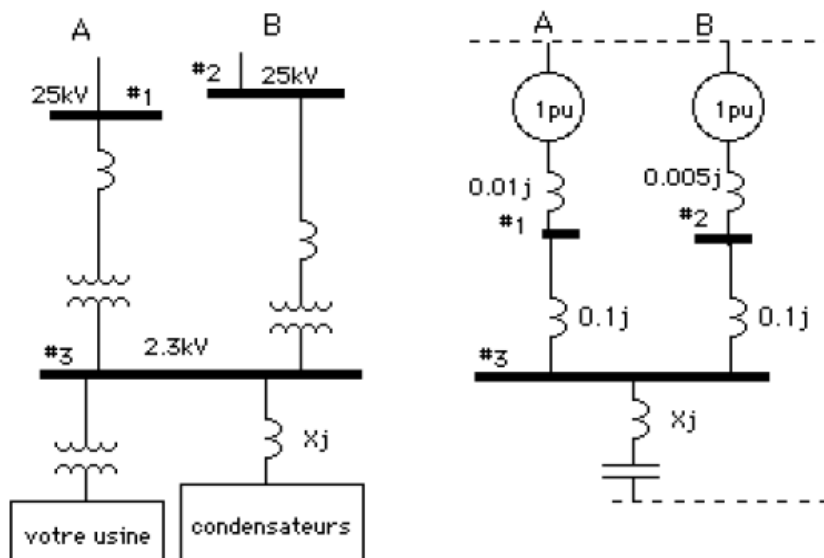 A
B
25kV #1
#2 25kV
#3 2.3kV
Xj
votre usine
condensateurs
A
B
1pu
1pu
0.01j
0.005j
#1
#2
0.1j
0.1j
#3
Xj